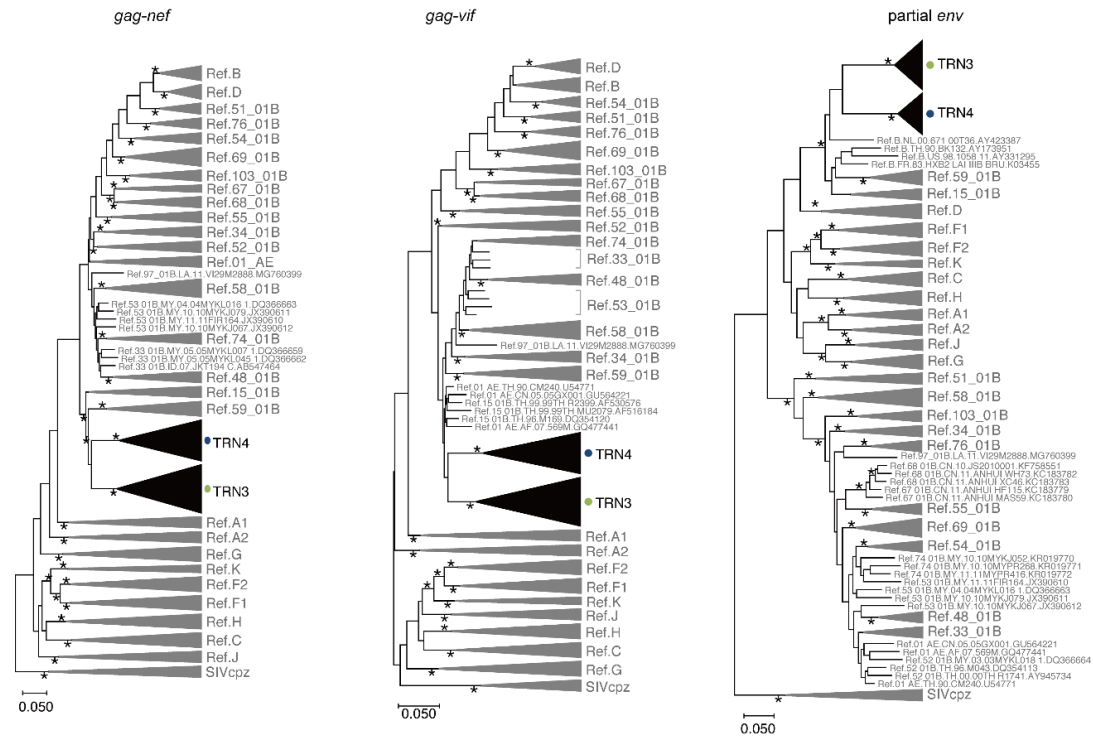 gag-nef
Ref.B
Ref.D
Ref.51_01B
Ref.76_01B
Ref.54_01B
Ref.69_01B
Ref.103_01B
Ref.67_01B
Ref.68_01B
Ref.55_01B
Ref.34_01B
Ref.52_01B
Ref.01_AE
Ref.97_01B.LA.11.VI29M2888.MG760399
Ref.58_01B
Ref.53 01B.MY.04.04MYKL016 1.DQ366663
Ref.53 01B.MY.10.10MYKJ079.JX390611
Ref.53 01B.MY.11.11FIR164.JX390610
Ref.53 01B.MY.10.10MYKJ067.JX390612
Ref.74_01B
Ref.33 01B.MY.05.05MYKL007 1.DQ366659
Ref.33 01B.MY.05.05MYKL045 1.DQ366662
Ref.33 01B.ID.07.JKT194 C.AB547464
Ref.48_01B
Ref.15_01B
Ref.59_01B
TRN4
TRN3
Ref.A1
Ref.A2
Ref.G
Ref.K
Ref.F2
Ref.F1
Ref.H
Ref.C
Ref.J
SIVcpz
0.050
gag-vif
Ref.D
Ref.B
Ref.54_01B
Ref.51_01B
Ref.76_01B
Ref.69_01B
Ref.103_01B
Ref.67_01B
Ref.68_01B
Ref.55_01B
Ref.52_01B
Ref.74_01B
Ref.33_01B
Ref.48_01B
Ref.53_01B
Ref.58_01B
Ref.97_01B.LA.11.VI29M2888.MG760399
Ref.34_01B
Ref.59_01B
Ref.01 AE.TH.90.CM240.U54771
Ref.01 AE.CN.05.05GX001.GU564221
Ref.15 01B.TH.99.99TH R2399.AF530576
Ref.15 01B.TH.99.99TH MU2079.AF516184
Ref.15 01B.TH.96.M169.DQ354120
Ref.01 AE.AF.07.569M.GQ477441
TRN4
TRN3
Ref.A1
Ref.A2
Ref.F2
Ref.F1
Ref.K
Ref.J
Ref.H
Ref.C
Ref.G
SIVcpz
0.050
partial env
TRN3
TRN4
Ref.B.NL.00.671 00T36.AY423387
Ref.B.TH.90.BK132.AY173951
Ref.B.US.98.1058 11.AY331295
Ref.B.FR.83.HXB2 LAI IIIB BRU.K03455
Ref.59_01B
Ref.15_01B
Ref.D
Ref.F1
Ref.F2
Ref.K
Ref.C
Ref.H
Ref.A1
Ref.A2
Ref.J
Ref.G
Ref.51_01B
Ref.58_01B
Ref.103_01B
Ref.34_01B
Ref.76_01B
Ref.97_01B.LA.11.VI29M2888.MG760399
Ref.68 01B.CN.10.JS2010001.KF758551
Ref.68 01B.CN.11.ANHUI WH73.KC183782
Ref.68 01B.CN.11.ANHUI XC46.KC183783
Ref.67 01B.CN.11.ANHUI HF115.KC183779
Ref.67 01B.CN.11.ANHUI MAS59.KC183780
Ref.55_01B
Ref.69_01B
Ref.54_01B
Ref.74 01B.MY.10.10MYKJ052.KR019770
Ref.74 01B.MY.10.10MYPR268.KR019771
Ref.74 01B.MY.11.11MYPR416.KR019772
Ref.53 01B.MY.11.11FIR164.JX390610
Ref.53 01B.MY.04.04MYKL016 1.DQ366663
Ref.53 01B.MY.10.10MYKJ079.JX390611
Ref.53 01B.MY.10.10MYKJ067.JX390612
Ref.48_01B
Ref.33_01B
Ref.01 AE.CN.05.05GX001.GU564221
Ref.01 AE.AF.07.569M.GQ477441
Ref.52 01B.MY.03.03MYKL018 1.DQ366664
Ref.52 01B.TH.96.M043.DQ354113
Ref.52 01B.TH.00.00TH R1741.AY945734
Ref.01 AE.TH.90.CM240.U54771
SIVcpz
0.050